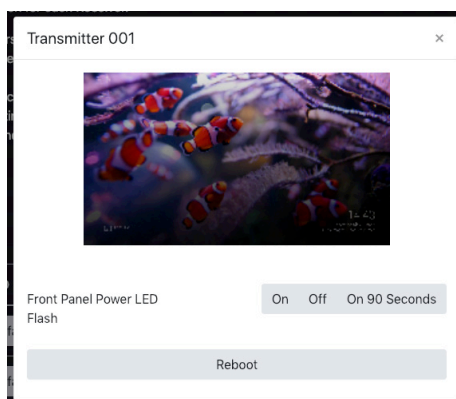 Transmitter 001
×
Front Panel Power LED
Flash
On Off On 90 Seconds
Reboot